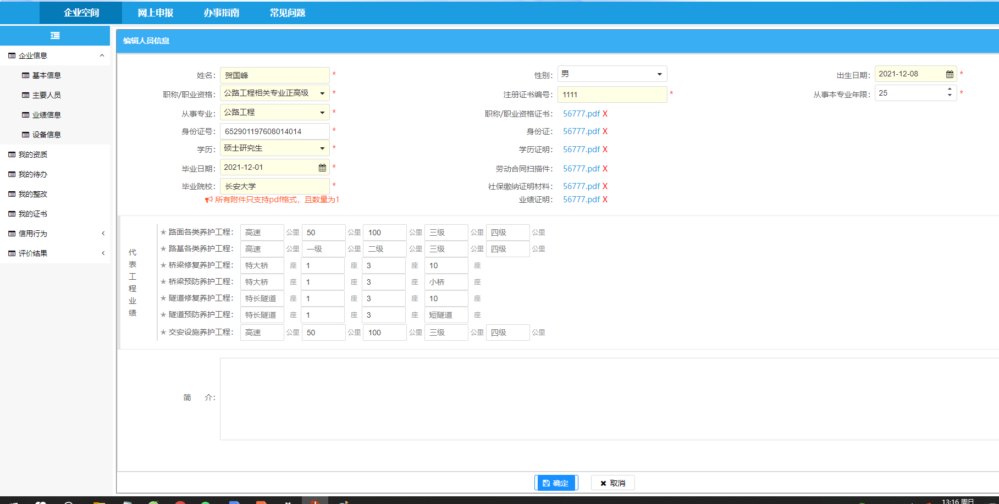 企业空间 网上申报 办事指南 常见问题
编辑人员信息
企业信息
基本信息
主要人员
业绩信息
设备信息
我的资质
我的待办
我的整改
我的证书
信用行为
评价结果
姓名: 贺国峰 * 性别: 男 出生日期: 2021-12-08 *
职称/职业资格: 公路工程相关专业正高级 * 注册证书编号: 1111 * 从事本专业年限: 25 *
从事专业: 公路工程 * 职称/职业资格证书: 56777.pdf X
身份证号: 652901197608014014 * 身份证: 56777.pdf X
学历: 硕士研究生 * 学历证明: 56777.pdf X
毕业日期: 2021-12-01 * 劳动合同扫描件: 56777.pdf X
毕业院校: 长安大学 * 社保缴纳证明材料: 56777.pdf X
所有附件只支持pdf格式，且数量为1 业绩证明: 56777.pdf X
代表工程业绩
★ 路面各类养护工程: 高速 公里 50 公里 100 公里 三级 公里 四级 公里
★ 路基各类养护工程: 高速 公里 一级 公里 二级 公里 三级 公里 四级 公里
★ 桥梁修复养护工程: 特大桥 座 1 座 3 座 10 座
★ 桥梁预防养护工程: 特大桥 座 1 座 3 座 小桥 座
★ 隧道修复养护工程: 特长隧道 座 1 座 3 座 10 座
★ 隧道预防养护工程: 特长隧道 座 1 座 3 座 短隧道 座
★ 交安设施养护工程: 高速 公里 50 公里 100 公里 三级 公里 四级 公里
简 介:
确定 取消
13:16 周日